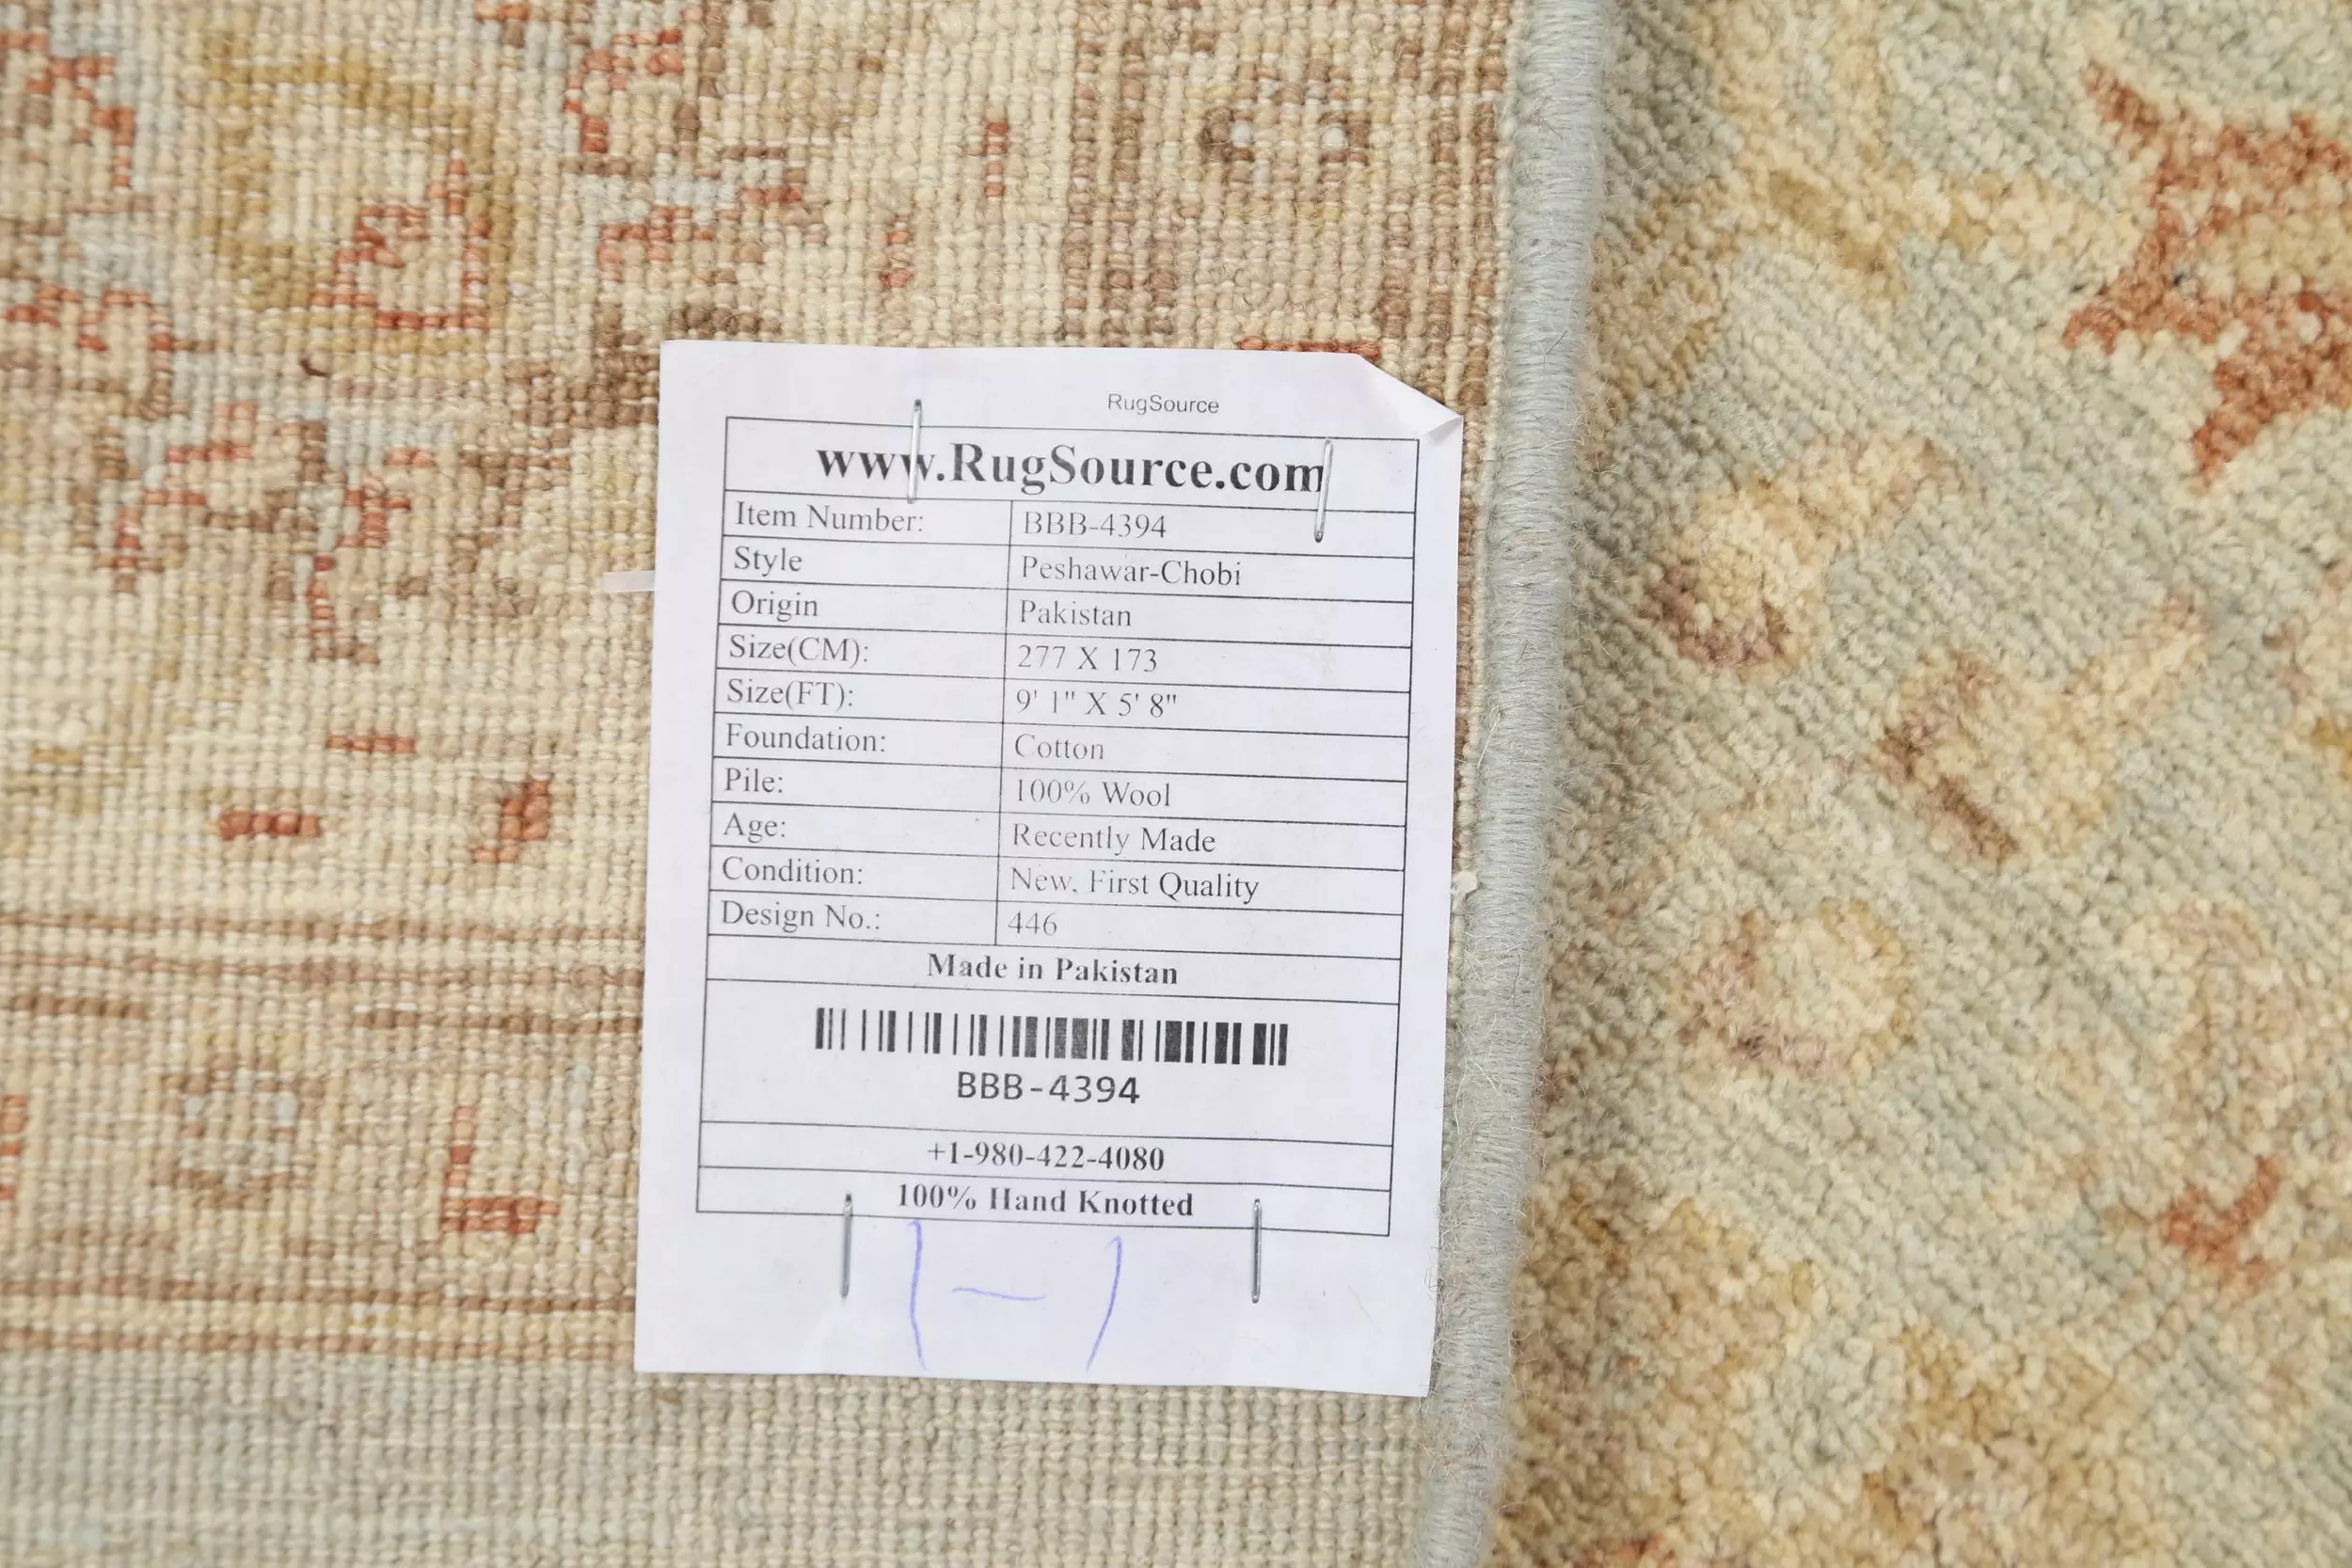 RugSource
www.RugSource.com
Item Number: BBB-4394
Style Peshawar-Chobi
Origin Pakistan
Size(CM): 277 X 173
Size(FT): 9' 1" X 5' 8"
Foundation: Cotton
Pile: 100% Wool
Age: Recently Made
Condition: New, First Quality
Design No.: 446
Made in Pakistan
BBB-4394
+1-980-422-4080
100% Hand Knotted